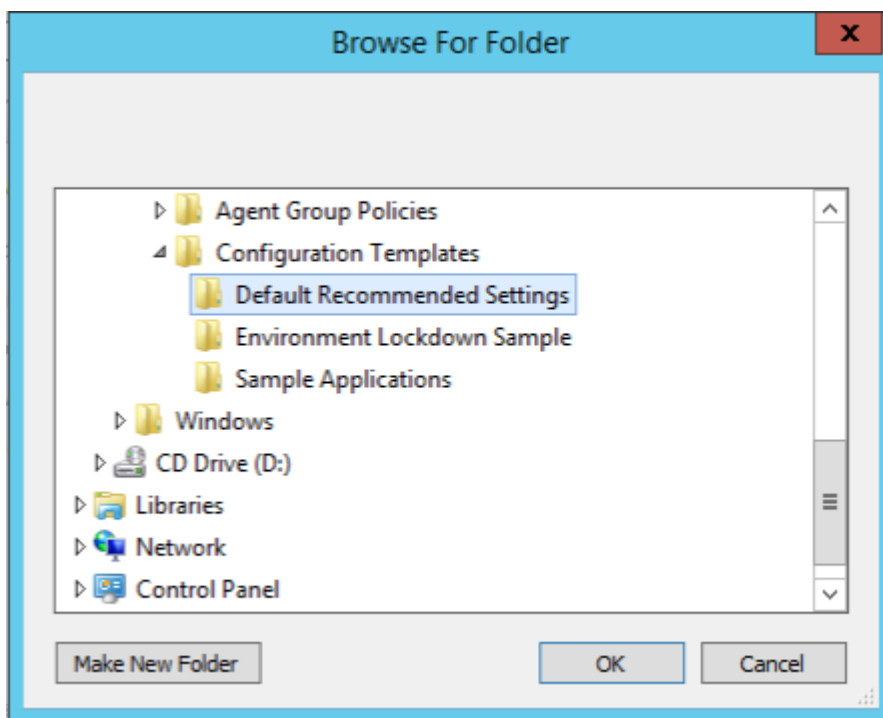 Browse For Folder
x
Agent Group Policies
Configuration Templates
Default Recommended Settings
Environment Lockdown Sample
Sample Applications
Windows
CD Drive (D:)
Libraries
Network
Control Panel
Make New Folder OK Cancel